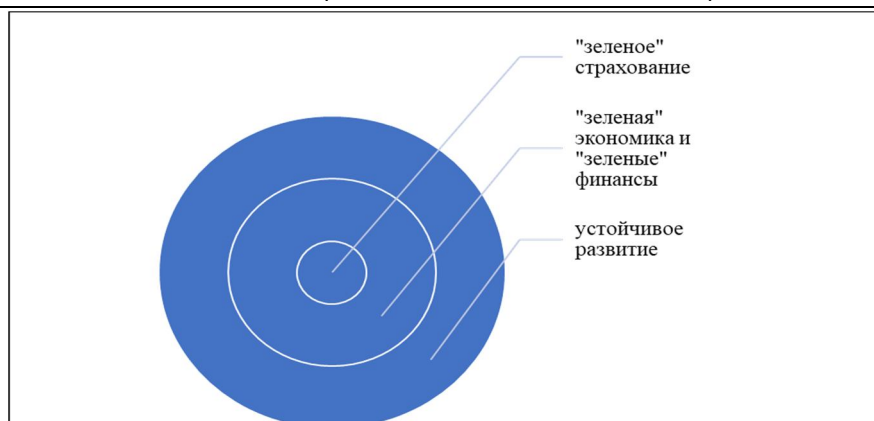 "зеленое"
страхование
"зеленая"
экономика и
"зеленые"
финансы
устойчивое
развитие